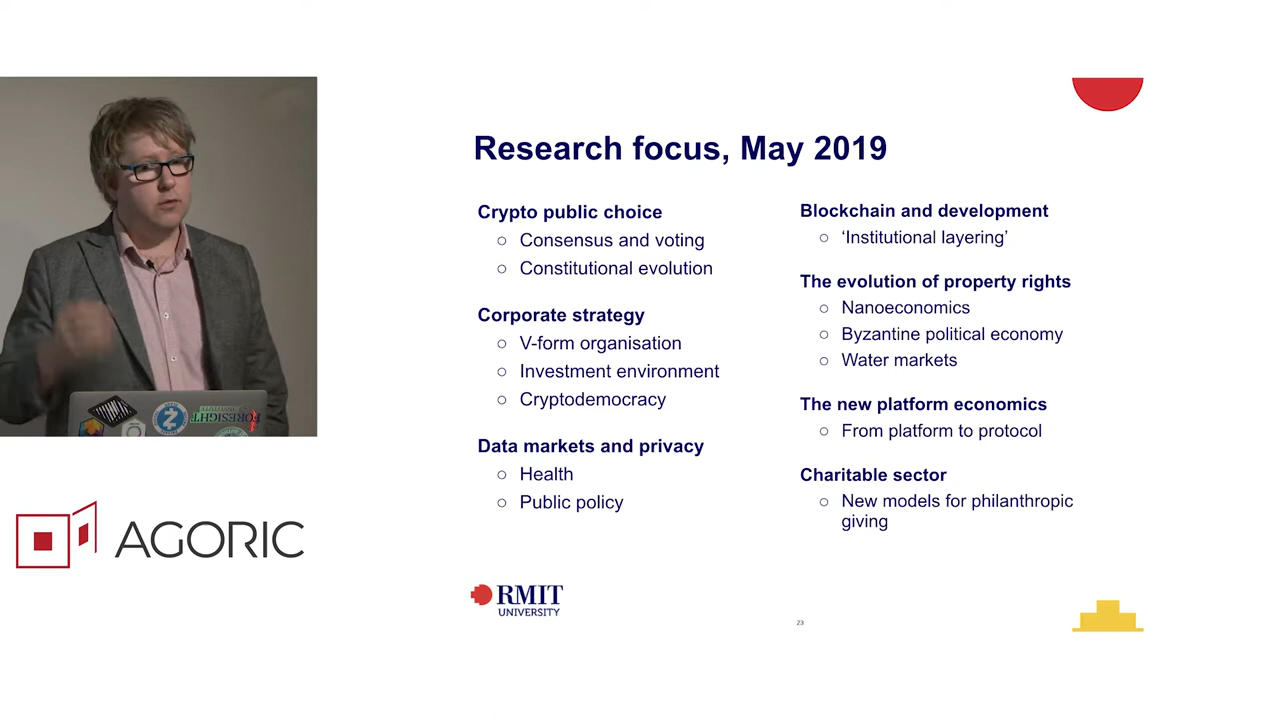 Research focus, May 2019
Crypto public choice
○ Consensus and voting
○ Constitutional evolution
Corporate strategy
○ V-form organisation
○ Investment environment
○ Cryptodemocracy
Data markets and privacy
○ Health
○ Public policy
Blockchain and development
○ ‘Institutional layering’
The evolution of property rights
○ Nanoeconomics
○ Byzantine political economy
○ Water markets
The new platform economics
○ From platform to protocol
Charitable sector
○ New models for philanthropic
giving
FORESIGHT
AGORIC
RMIT
UNIVERSITY
23